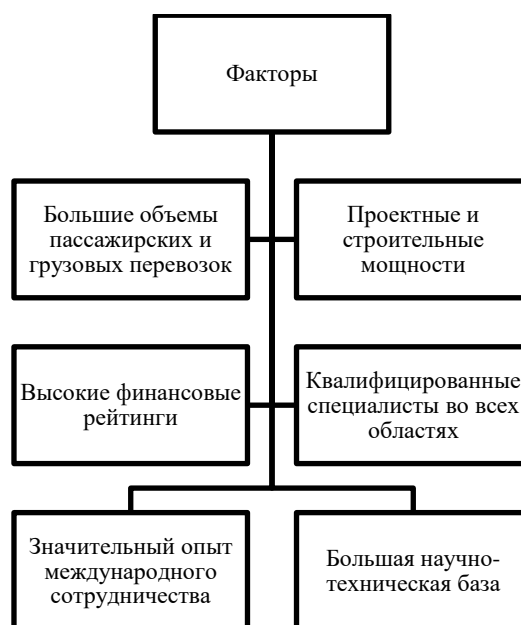 Факторы
Большие объемы
пассажирских и
грузовых перевозок
Проектные и
строительные
мощности
Высокие финансовые
рейтинги
Квалифицированные
специалисты во всех
областях
Значительный опыт
международного
сотрудничества
Большая научно-
техническая база